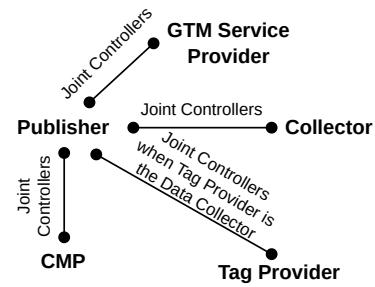 GTM Service
Provider
Joint Controllers
Joint Controllers
Publisher
Collector
Joint Controllers
when Tag Provider is
the Data Collector
Joint
Controllers
CMP
Tag Provider